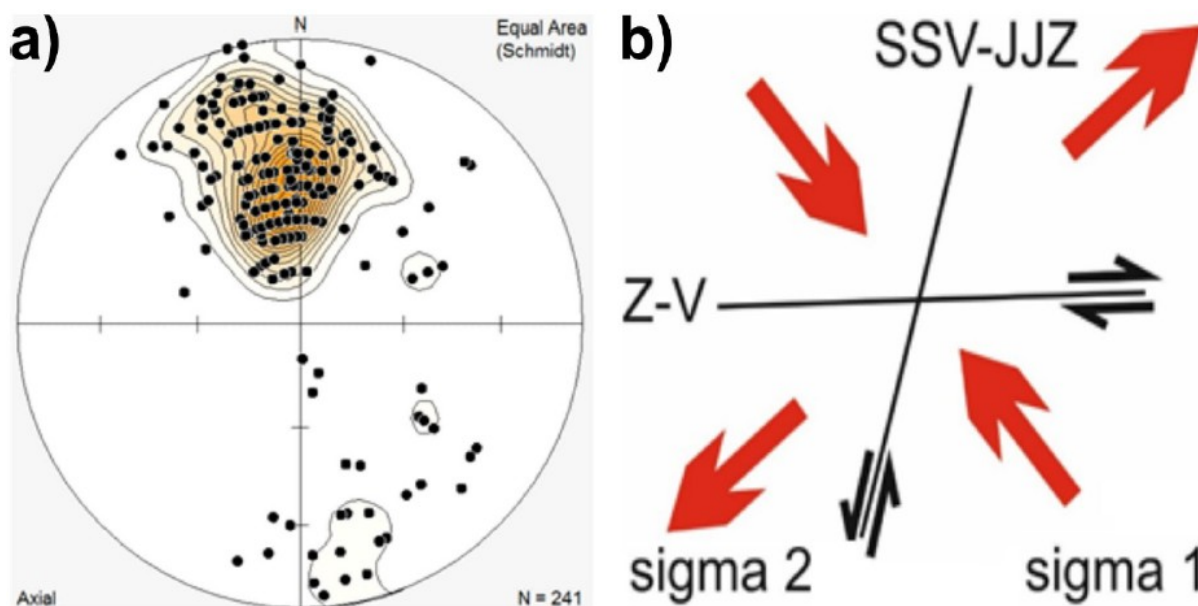 a)
N
Equal Area
(Schmidt)
Axial
N = 241
b)
SSV-JJZ
Z-V
sigma 2
sigma 1